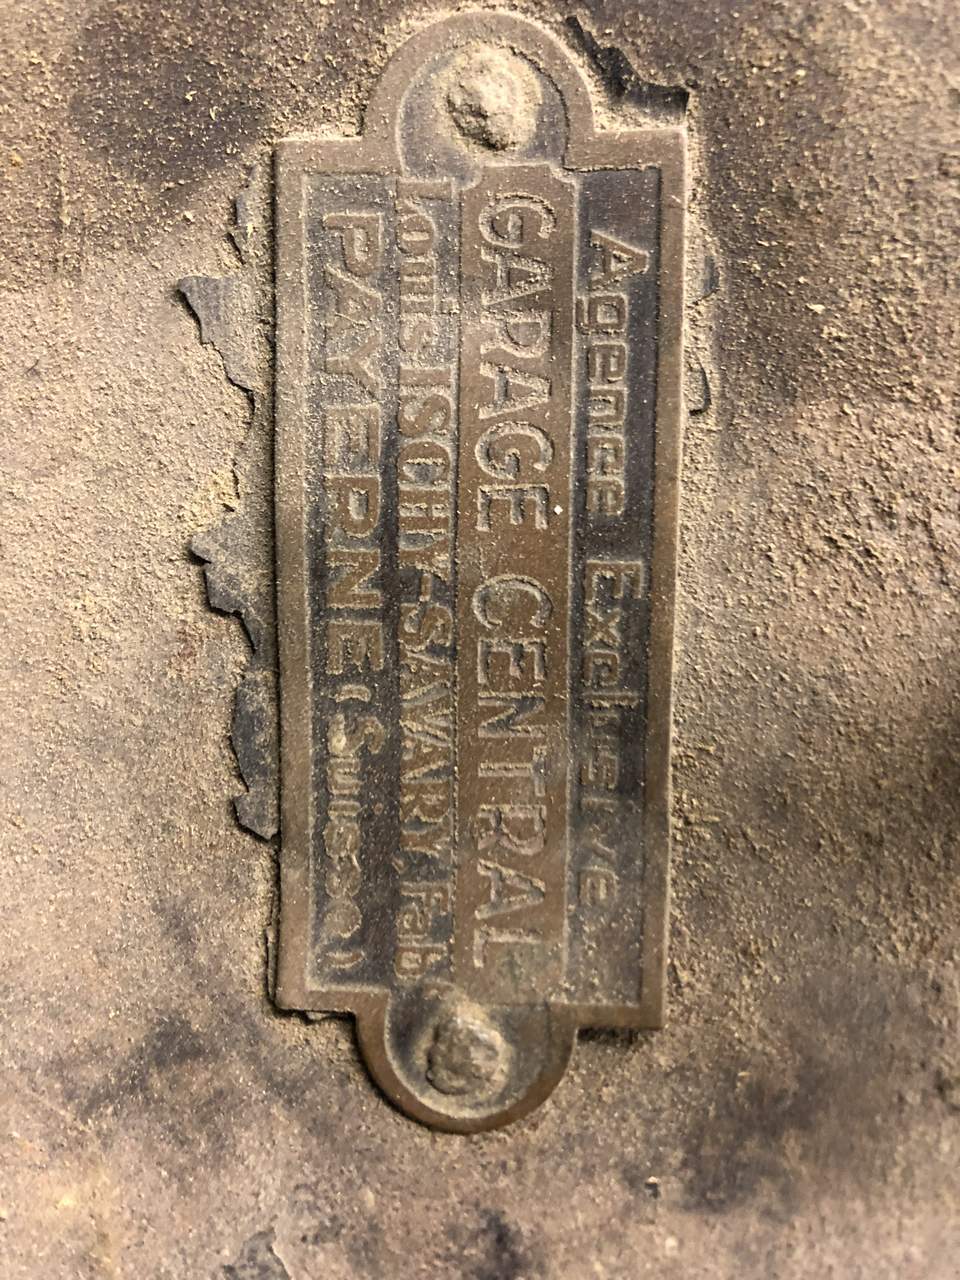 Agence Exclusive
GARAGE CENTRAL
Louis ISCHY-SAVARY, Fab
PAYERNE (Suisse)